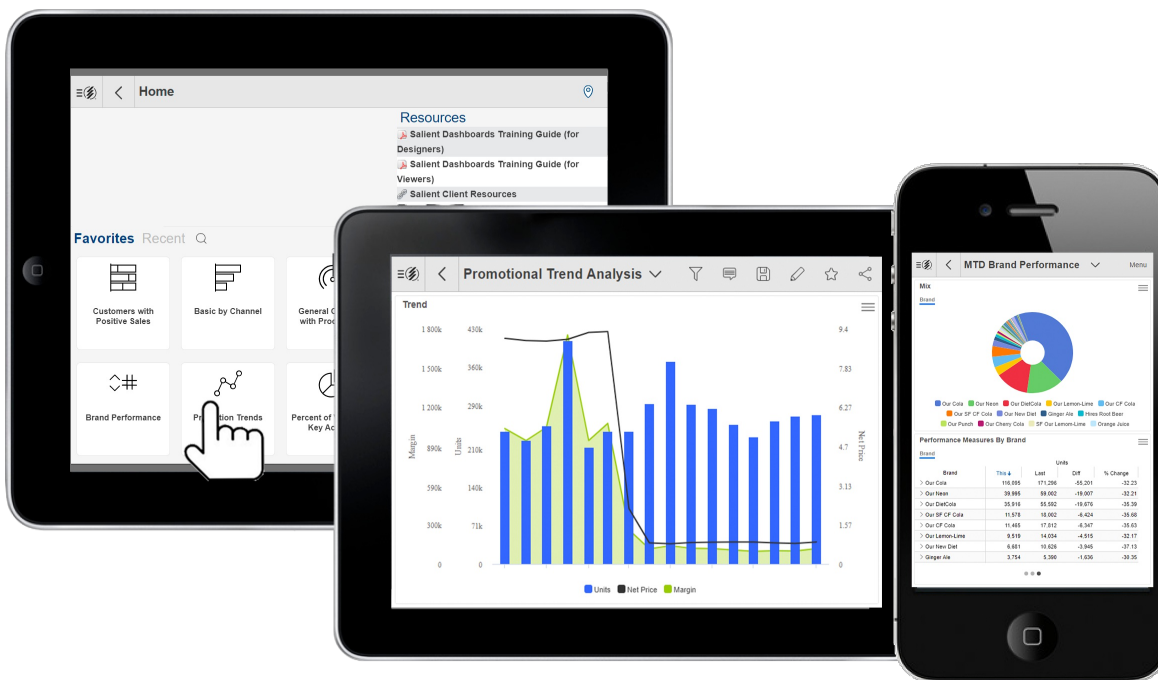 Home
Resources
Salient Dashboards Training Guide (for
Designers)
Salient Dashboards Training Guide (for
Viewers)
Salient Client Resources
Favorites Recent
Customers with
Positive Sales
Basic by Channel
General
with
Brand Performance
Trends
Percent of
Key
Promotional Trend Analysis
Trend
1 800k 430k 9.4
1 500k 360k 7.83
1 200k 290k 6.27
890k 210k 4.7
590k 140k 3.13
300k 71k 1.57
0 0 0
Margin
Units
Net Price
Units Net Price Margin
MTD Brand Performance Menu
Mix
Brand
Our Cola Our Neon Our DietCola Our Lemon-Lime Our CF Cola
Our SF CF Cola Our New Diet Ginger Ale Hires Root Beer
Our Punch Our Cherry Cola SF Our Lemom-Lime Orange Juice
Performance Measures By Brand
Brand
Units
Brand This Last Diff % Change
Our Cola 116,095 171,296 -55,201 -32.23
Our Neon 39,995 59,002 -19,007 -32.21
Our DietCola 35,916 55,592 -19,676 -35.39
Our SF CF Cola 11,578 18,002 -6,424 -35.68
Our CF Cola 11,465 17,812 -6,347 -35.63
Our Lemon-Lime 9,519 14,034 -4,515 -32.17
Our New Diet 6,681 10,626 -3,945 -37.13
Ginger Ale 3,754 5,390 -1,636 -30.35